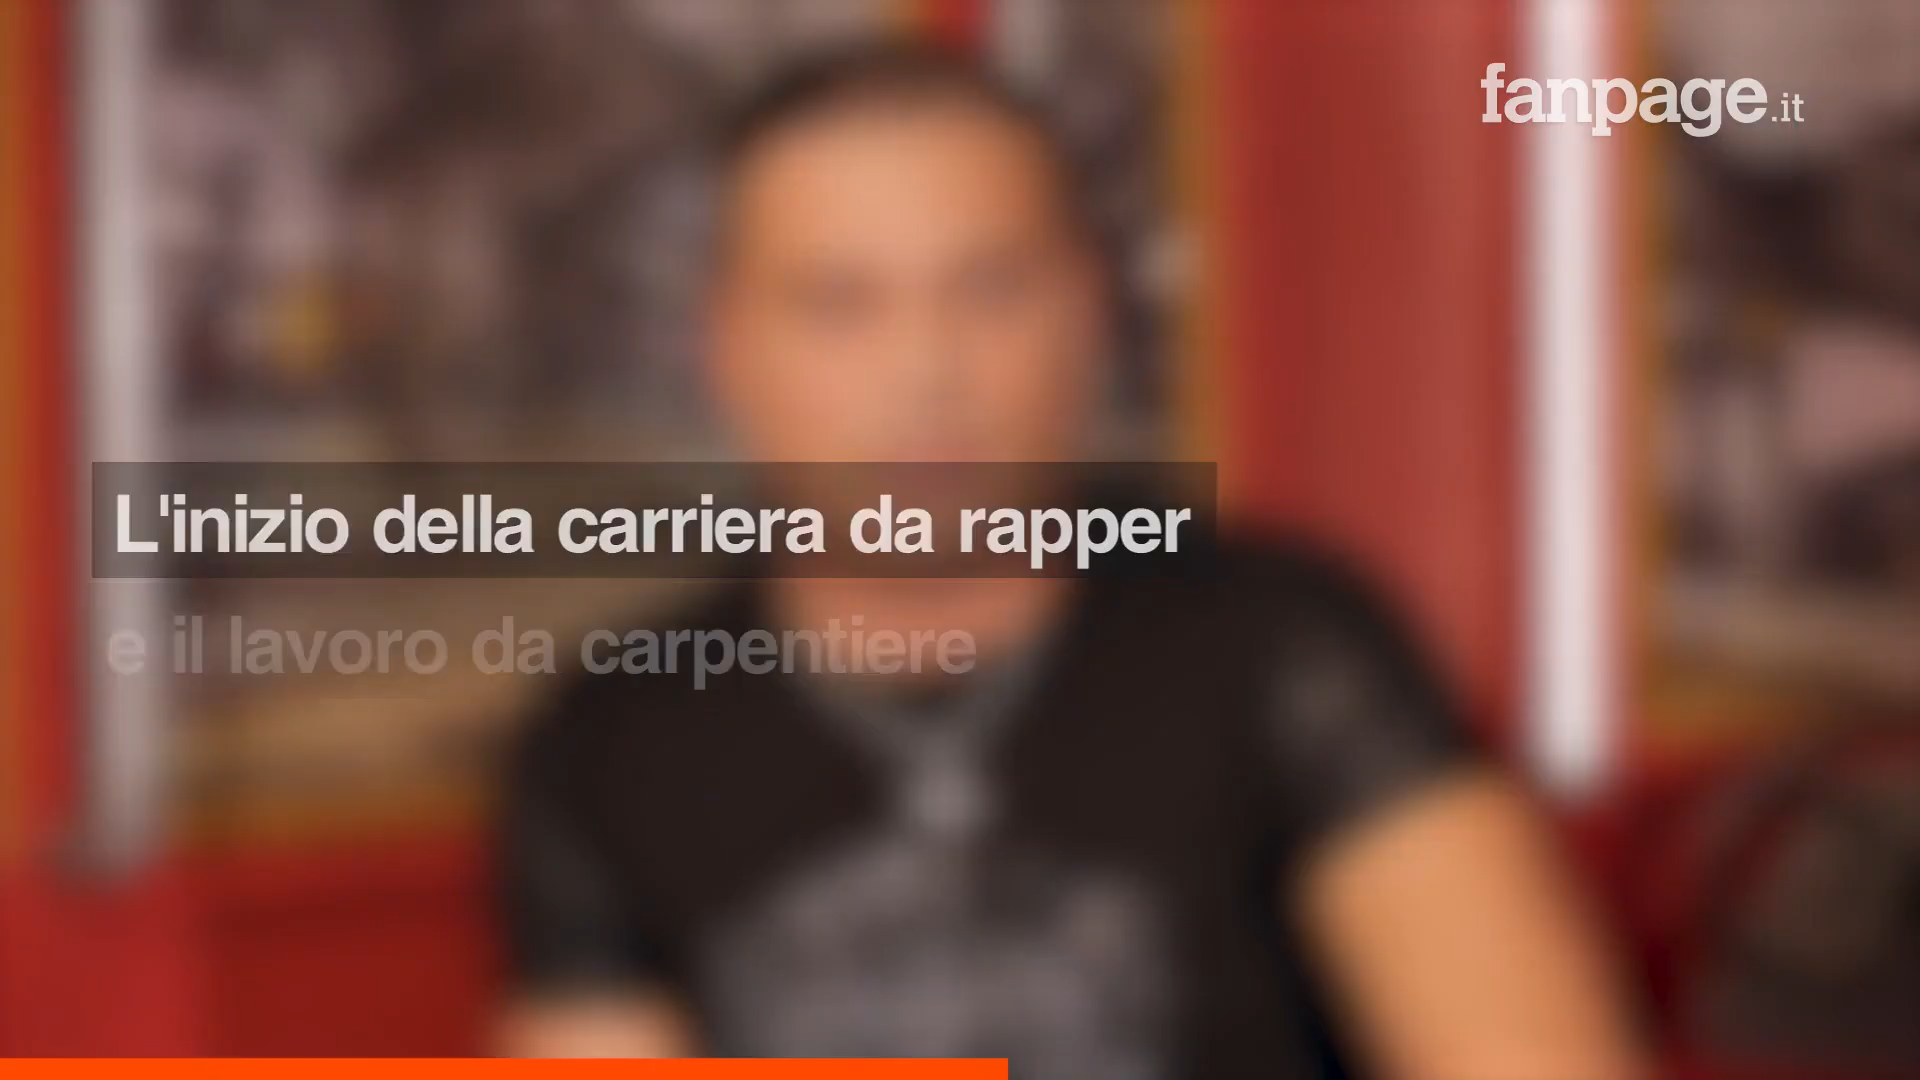 fanpage.it
L'inizio della carriera da rapper
e il lavoro da carpentiere